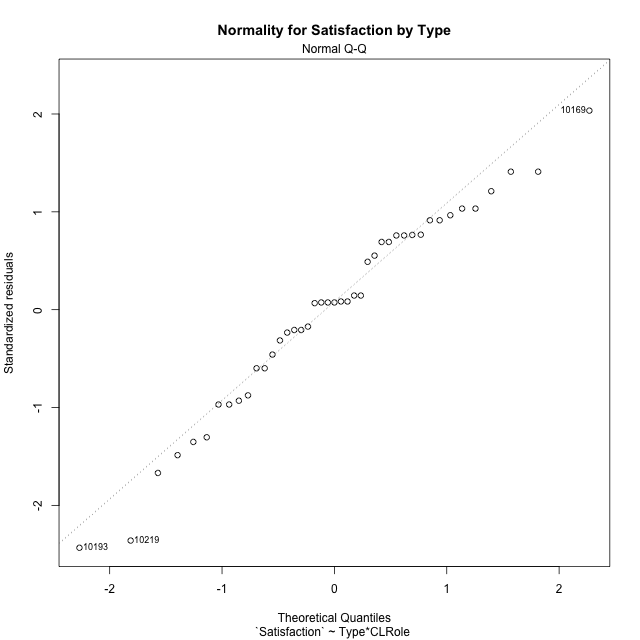 Normality for Satisfaction by Type
Normal Q-Q
Standardized residuals
2
1
0
-1
-2
10169
10193
10219
-2
-1
0
1
2
Theoretical Quantiles
`Satisfaction` ~ Type*CLRole